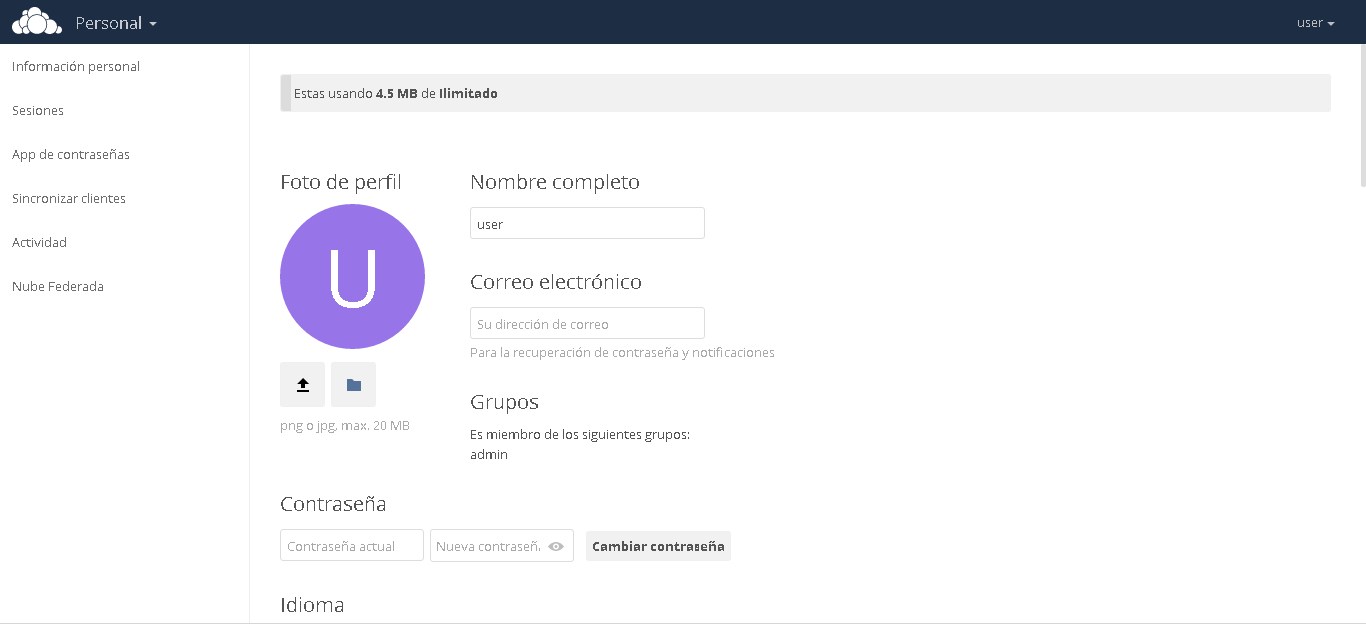 Personal
user
Información personal
Sesiones
App de contraseñas
Sincronizar clientes
Actividad
Nube Federada
Estas usando 4.5 MB de Ilimitado
Foto de perfil
U
png o jpg, max. 20 MB
Nombre completo
user
Correo electrónico
Su dirección de correo
Para la recuperación de contraseña y notificaciones
Grupos
Es miembro de los siguientes grupos:
admin
Contraseña
Contraseña actual
Nueva contraseñ
Cambiar contraseña
Idioma